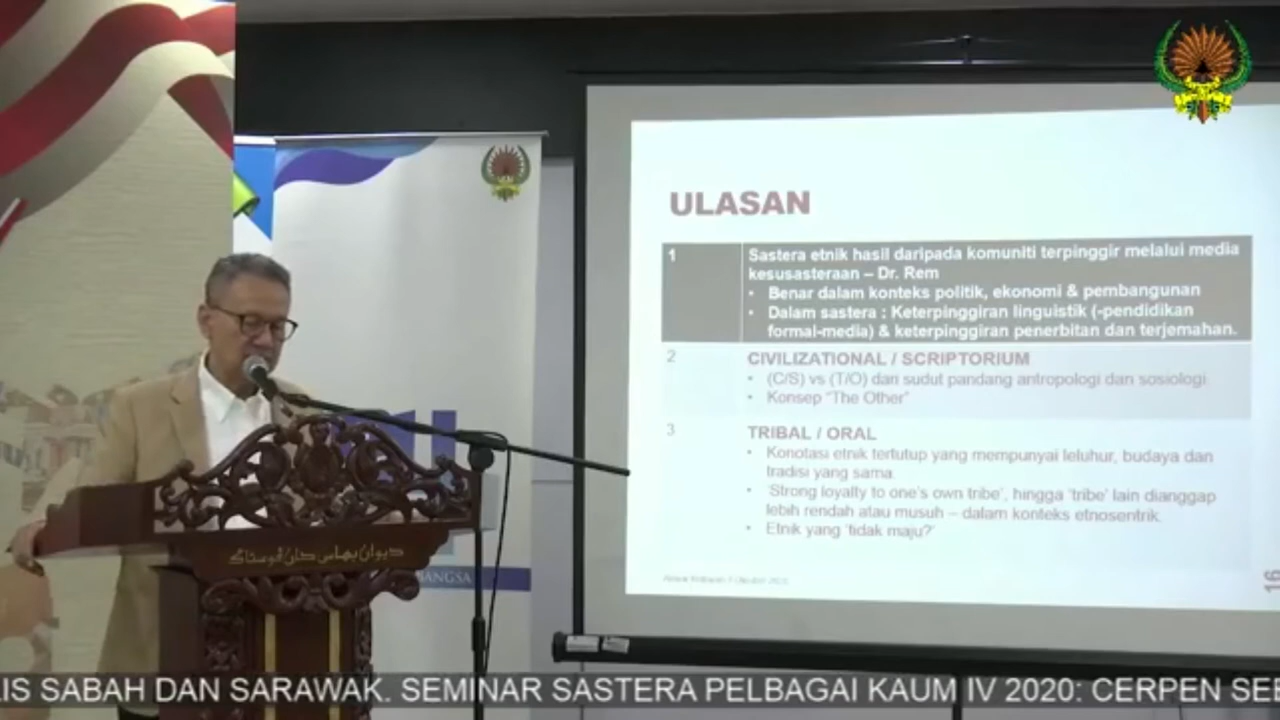 ULASAN
1
Sastera etnik hasil daripada komuniti terpinggir melalui media
kesusasteraan – Dr. Rem
• Benar dalam konteks politik, ekonomi & pembangunan
• Dalam sastera : Keterpinggiran linguistik (-pendidikan
formal-media) & keterpinggiran penerbitan dan terjemahan.
2
CIVILIZATIONAL / SCRIPTORIUM
• (C/S) vs (T/O) dari sudut pandang antropologi dan sosiologi
• Konsep "The Other"
3
TRIBAL / ORAL
• Konotasi etnik tertutup yang mempunyai leluhur, budaya dan
tradisi yang sama.
• 'Strong loyalty to one's own tribe', hingga 'tribe' lain dianggap
lebih rendah atau musuh – dalam konteks etnosentrik.
• Etnik yang 'tidak maju?'
16
ديوان بهاس دان ڤوستاک
BANGSA
LIS SABAH DAN SARAWAK. SEMINAR SASTERA PELBAGAI KAUM IV 2020: CERPEN SEB